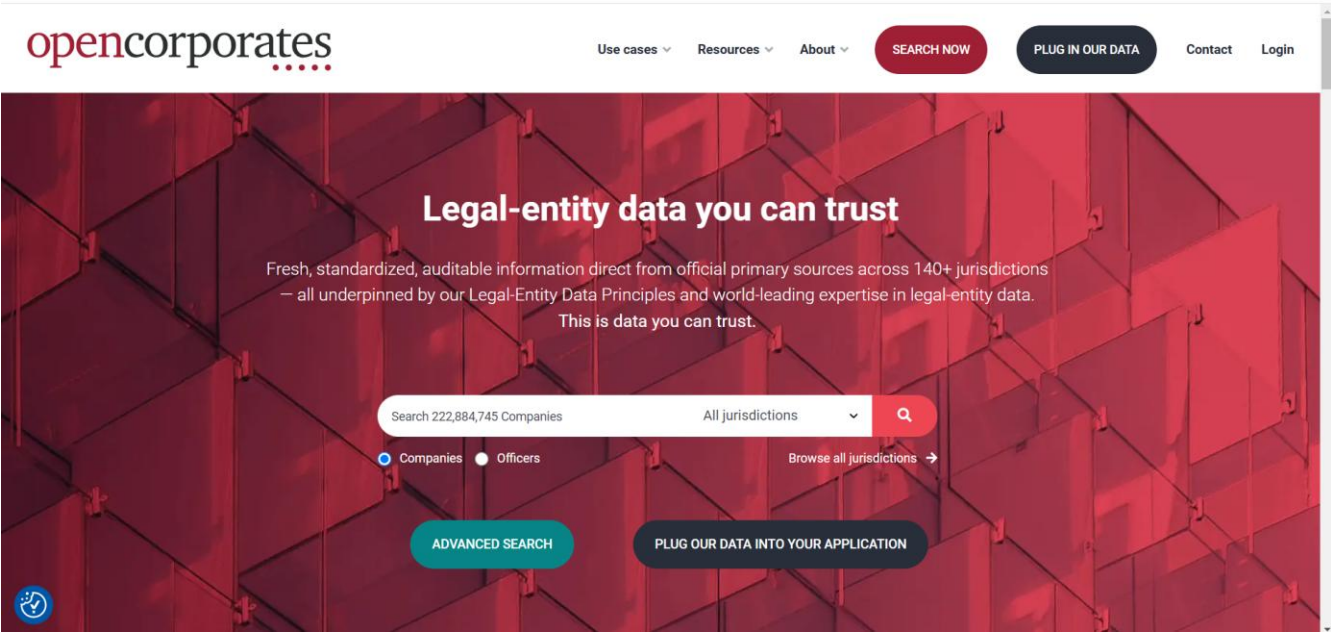 opencorporates
Use cases
Resources
About
SEARCH NOW
PLUG IN OUR DATA
Contact
Login
Legal-entity data you can trust
Fresh, standardized, auditable information direct from official primary sources across 140+ jurisdictions
— all underpinned by our Legal-Entity Data Principles and world-leading expertise in legal-entity data.
This is data you can trust.
Search 222,884,745 Companies
All jurisdictions
Companies
Officers
Browse all jurisdictions →
ADVANCED SEARCH
PLUG OUR DATA INTO YOUR APPLICATION